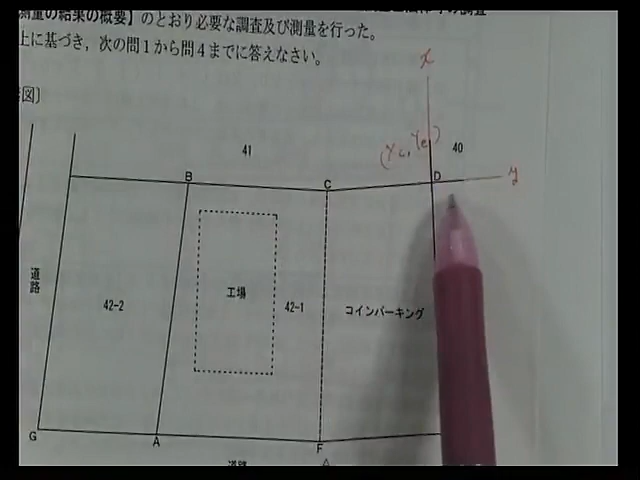 測量の結果の概要】のとおり必要な調査及び測量を行った。
上に基づき，次の問１から問４までに答えなさい。
図〕
x
41
40
B
C
D
y
道路
42-2
工場
42-1
コインパーキング
G
A
F
道路